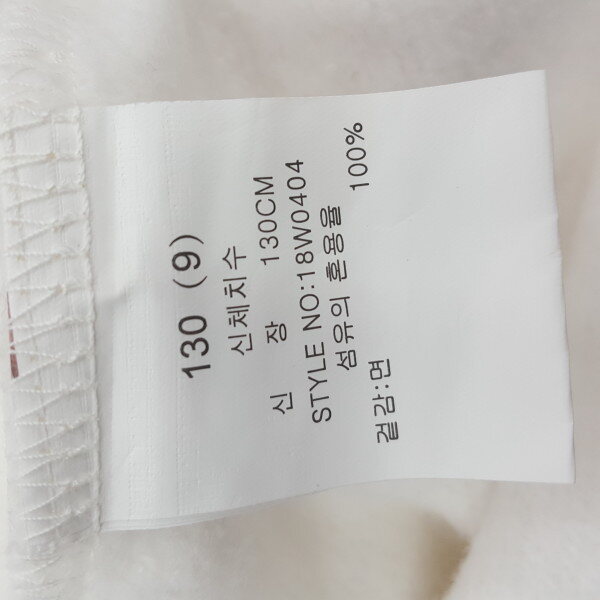 130 (9)
신체치수
신 장 130CM
STYLE NO:18W0404
섬유의 혼용율
겉감:면 100%